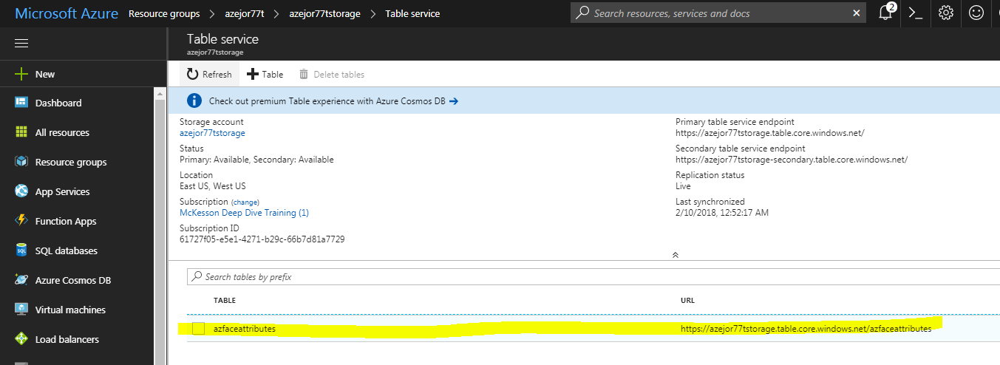 Microsoft Azure Resource groups > azejor77t > azejor77tstorage > Table service
Search resources, services and docs
2
Table service
azejor77tstorage
New
Dashboard
All resources
Resource groups
App Services
Function Apps
SQL databases
Azure Cosmos DB
Virtual machines
Load balancers
Refresh Table Delete tables
Check out premium Table experience with Azure Cosmos DB
Storage account
azejor77tstorage
Status
Primary: Available, Secondary: Available
Location
East US, West US
Subscription (change)
McKesson Deep Dive Training (1)
Subscription ID
61727f05-e5e1-4271-b29c-66b7d81a7729
Primary table service endpoint
https://azejor77tstorage.table.core.windows.net/
Secondary table service endpoint
https://azejor77tstorage-secondary.table.core.windows.net/
Replication status
Live
Last synchronized
2/10/2018, 12:52:17 AM
Search tables by prefix
TABLE URL
azfaceattributes https://azejor77tstorage.table.core.windows.net/azfaceattributes